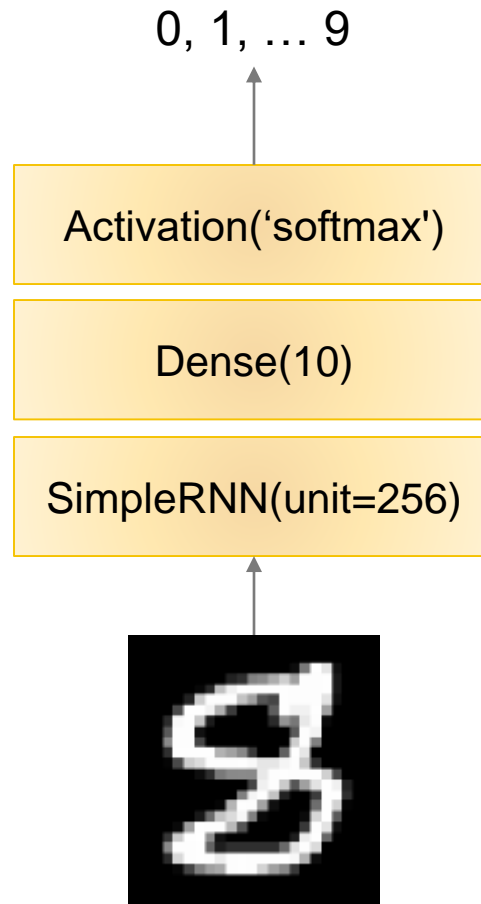 0, 1, … 9
Activation(‘softmax')
Dense(10)
SimpleRNN(unit=256)